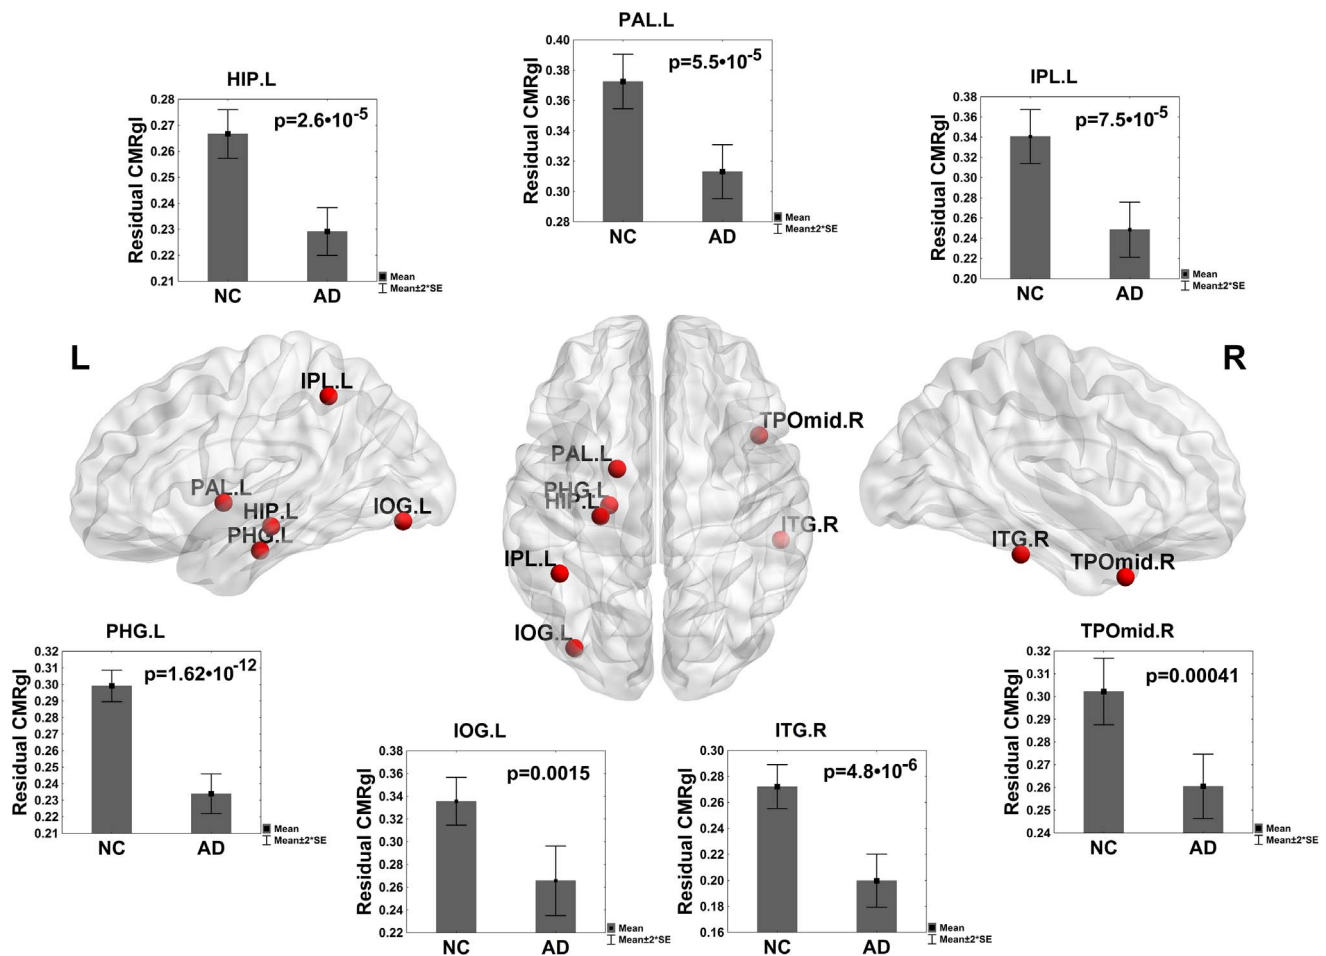 PAL.L
0.40
0.38
0.36
0.34
0.32
0.30
0.28
Residual CMRgl
p=5.5•10-5
NC AD
Mean
Mean±2*SE
HIP.L
0.28
0.27
0.26
0.25
0.24
0.23
0.22
0.21
Residual CMRgl
p=2.6•10-5
NC AD
Mean
Mean±2*SE
IPL.L
0.38
0.36
0.34
0.32
0.30
0.28
0.26
0.24
0.22
0.20
Residual CMRgl
p=7.5•10-5
NC AD
Mean
Mean±2*SE
L
IPL.L
PAL.L
HIP.L
PHG.L
IOG.L
TPOmid.R
PAL.L
PHG.L
HIP.L
ITG.R
IPL.L
IOG.L
R
ITG.R
TPOmid.R
PHG.L
0.32
0.31
0.30
0.29
0.28
0.27
0.26
0.25
0.24
0.23
0.22
0.21
Residual CMRgl
p=1.62•10-12
NC AD
Mean
Mean±2*SE
IOG.L
0.38
0.36
0.34
0.32
0.30
0.28
0.26
0.24
0.22
Residual CMRgl
p=0.0015
NC AD
Mean
Mean±2*SE
ITG.R
0.30
0.28
0.26
0.24
0.22
0.20
0.18
0.16
Residual CMRgl
p=4.8•10-6
NC AD
Mean
Mean±2*SE
TPOmid.R
0.32
0.31
0.30
0.29
0.28
0.27
0.26
0.25
0.24
Residual CMRgl
p=0.00041
NC AD
Mean
Mean±2*SE